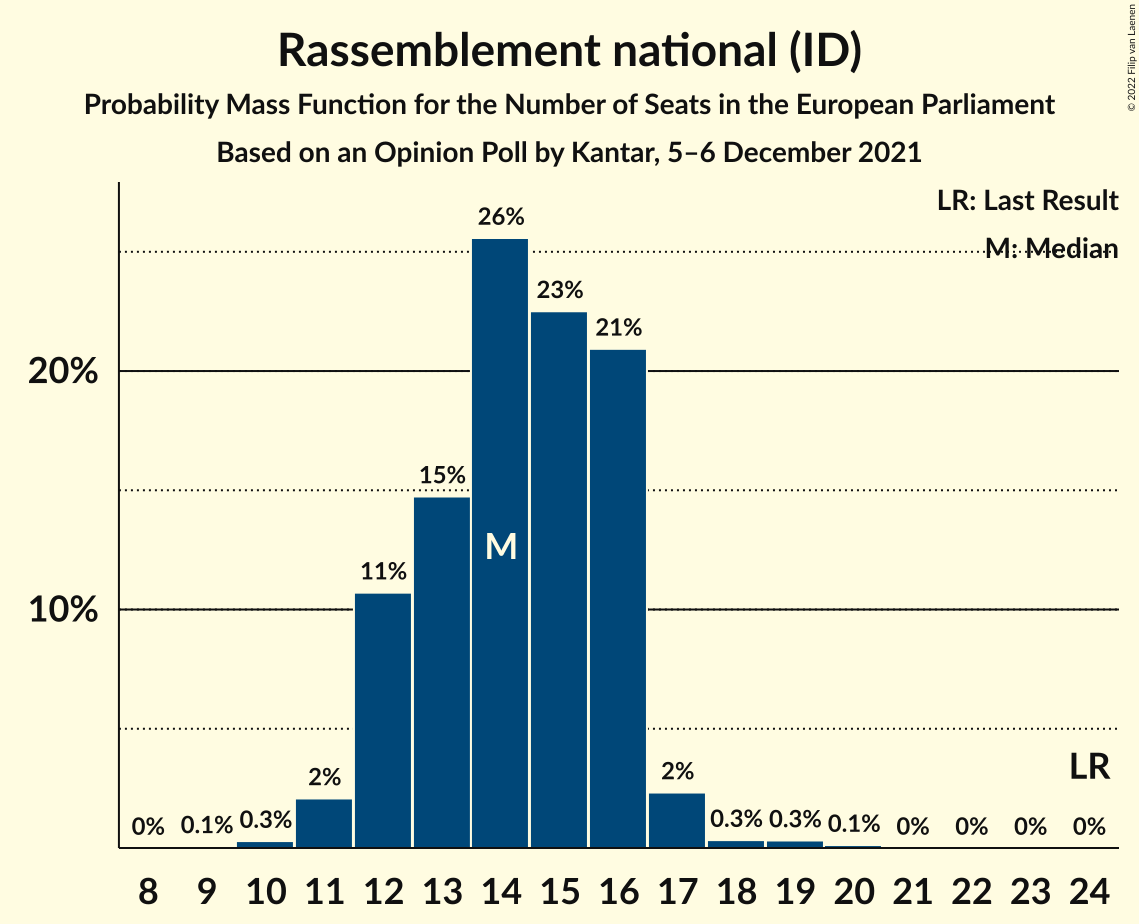 © 2022 Filip van Laenen
Rassemblement national (ID)
Probability Mass Function for the Number of Seats in the European Parliament
Based on an Opinion Poll by Kantar, 5–6 December 2021
LR: Last Result
M: Median
26%
23%
21%
20%
15%
M
11%
10%
2%
2%
LR
0% 0.1% 0.3% 0.3% 0.3% 0.1% 0% 0% 0% 0%
8 9 10 11 12 13 14 15 16 17 18 19 20 21 22 23 24